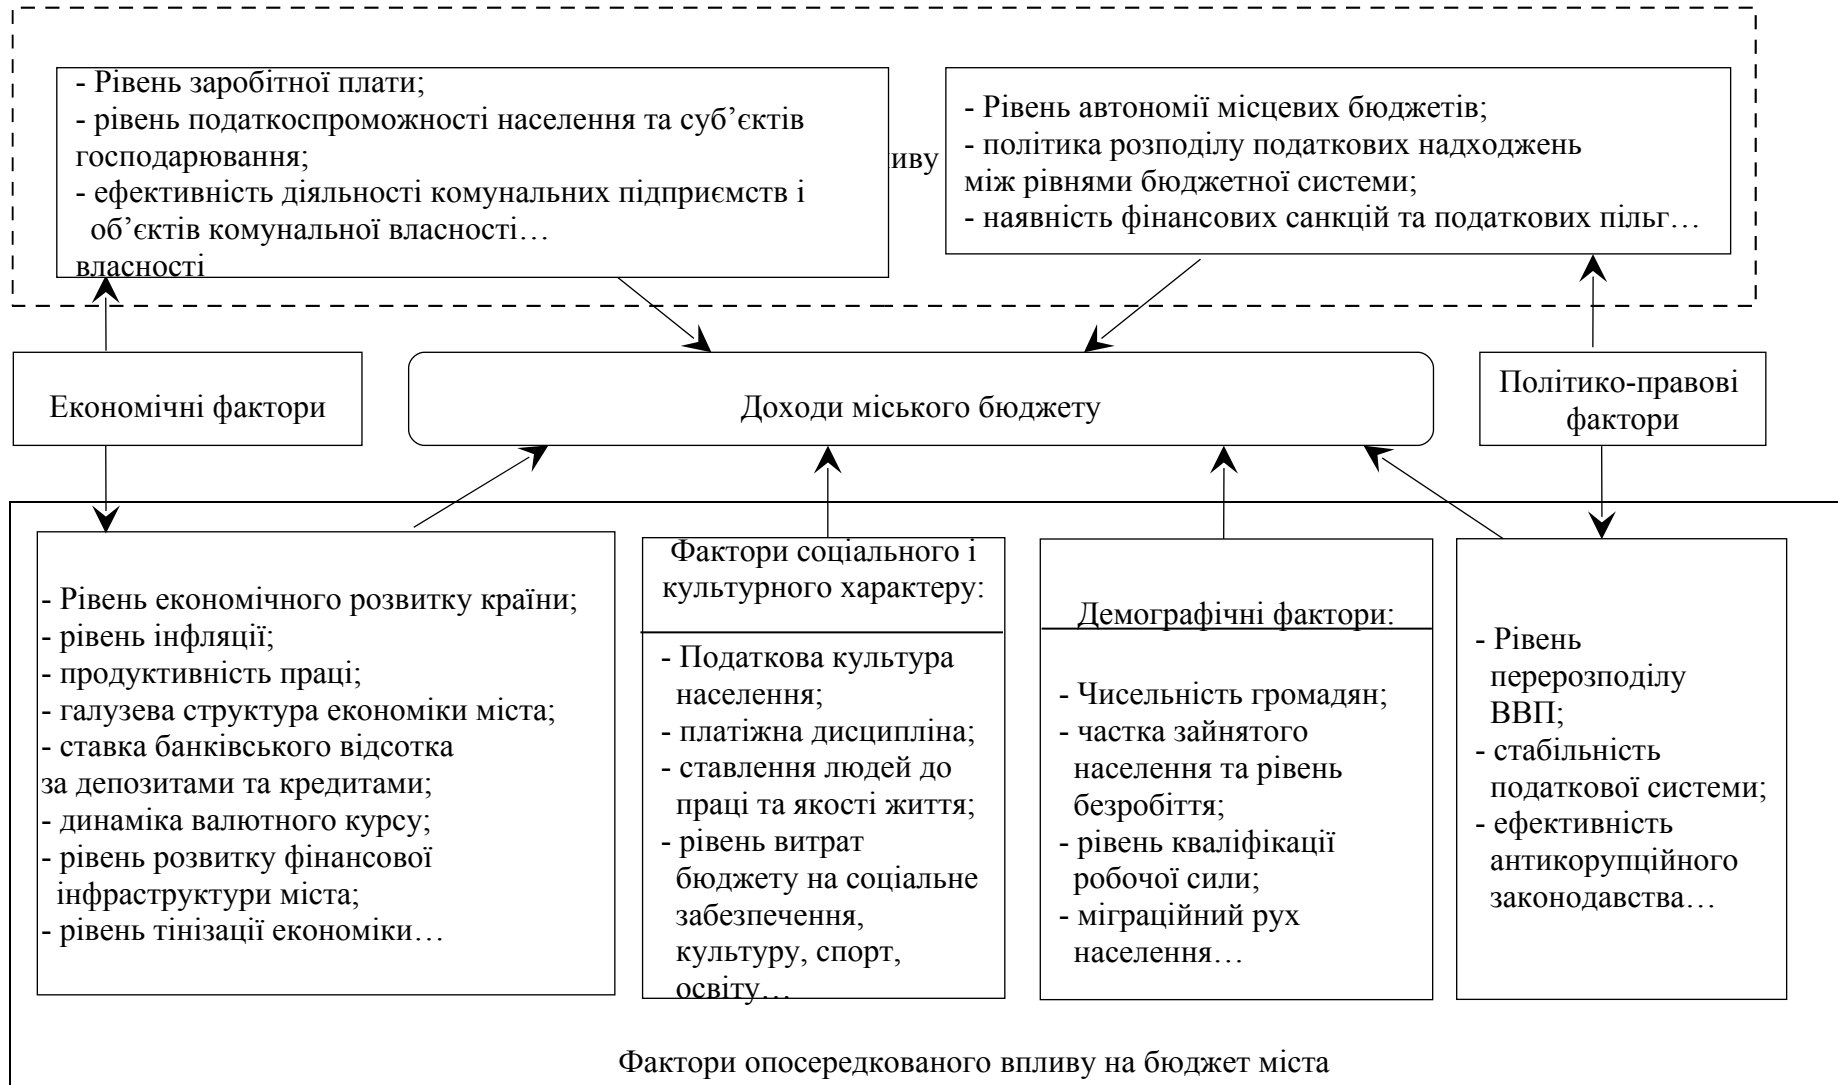 - Рівень заробітної плати;
- рівень податкоспроможності населення та суб’єктів
господарювання;
- ефективність діяльності комунальних підприємств і
об’єктів комунальної власності…
власності
иву
- Рівень автономії місцевих бюджетів;
- політика розподілу податкових надходжень
між рівнями бюджетної системи;
- наявність фінансових санкцій та податкових пільг…
Економічні фактори
Доходи міського бюджету
Політико-правові
фактори
- Рівень економічного розвитку країни;
- рівень інфляції;
- продуктивність праці;
- галузева структура економіки міста;
- ставка банківського відсотка
за депозитами та кредитами;
- динаміка валютного курсу;
- рівень розвитку фінансової
інфраструктури міста;
- рівень тінізації економіки…
Фактори соціального і
культурного характеру:
- Податкова культура
населення;
- платіжна дисципліна;
- ставлення людей до
праці та якості життя;
- рівень витрат
бюджету на соціальне
забезпечення,
культуру, спорт,
освіту…
Демографічні фактори:
- Чисельність громадян;
- частка зайнятого
населення та рівень
безробіття;
- рівень кваліфікації
робочої сили;
- міграційний рух
населення…
- Рівень
перерозподілу
ВВП;
- стабільність
податкової системи;
- ефективність
антикорупційного
законодавства…
Фактори опосередкованого впливу на бюджет міста